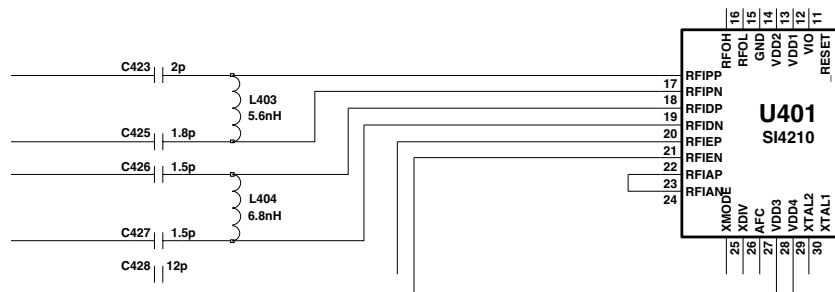 16 15 14 13 12 11
RFOH RFOL GND VDD2 VDD1 VIO _RESET
C423 2p
RFIPP
17 RFIPN
L403
5.6nH
18 RFIDP
19 RFIDN
U401
SI4210
C425 1.8p
20 RFIEP
21 RFIEN
C426 1.5p
22 RFIAP
23 RFIAN
24
L404
6.8nH
XMODE XDIV AFC VDD3 VDD4 XTAL2 XTAL1
C427 1.5p
25 26 27 28 29 30
C428 12p